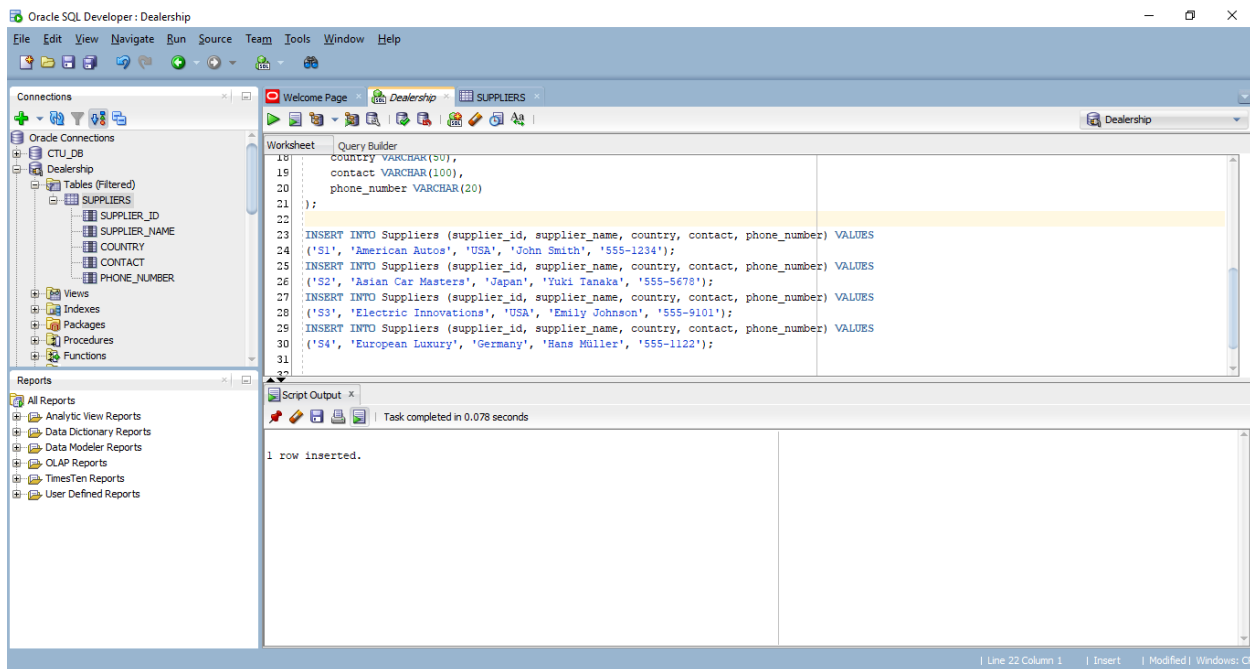 Oracle SQL Developer : Dealership
File Edit View Navigate Run Source Team Tools Window Help
Connections
Oracle Connections
CTU_DB
Dealership
Tables (Filtered)
SUPPLIERS
SUPPLIER_ID
SUPPLIER_NAME
COUNTRY
CONTACT
PHONE_NUMBER
Views
Indexes
Packages
Procedures
Functions
Reports
All Reports
Analytic View Reports
Data Dictionary Reports
Data Modeler Reports
OLAP Reports
TimesTen Reports
User Defined Reports
Welcome Page Dealership SUPPLIERS
Dealership
Worksheet Query Builder
18 country VARCHAR(50),
19 contact VARCHAR(100),
20 phone_number VARCHAR(20)
21 );
22
23 INSERT INTO Suppliers (supplier_id, supplier_name, country, contact, phone_number) VALUES
24 ('S1', 'American Autos', 'USA', 'John Smith', '555-1234');
25 INSERT INTO Suppliers (supplier_id, supplier_name, country, contact, phone_number) VALUES
26 ('S2', 'Asian Car Masters', 'Japan', 'Yuki Tanaka', '555-5678');
27 INSERT INTO Suppliers (supplier_id, supplier_name, country, contact, phone_number) VALUES
28 ('S3', 'Electric Innovations', 'USA', 'Emily Johnson', '555-9101');
29 INSERT INTO Suppliers (supplier_id, supplier_name, country, contact, phone_number) VALUES
30 ('S4', 'European Luxury', 'Germany', 'Hans Müller', '555-1122');
31
32
Script Output x
Task completed in 0.078 seconds
1 row inserted.
| Line 22 Column 1 | Insert | Modified | Windows: C